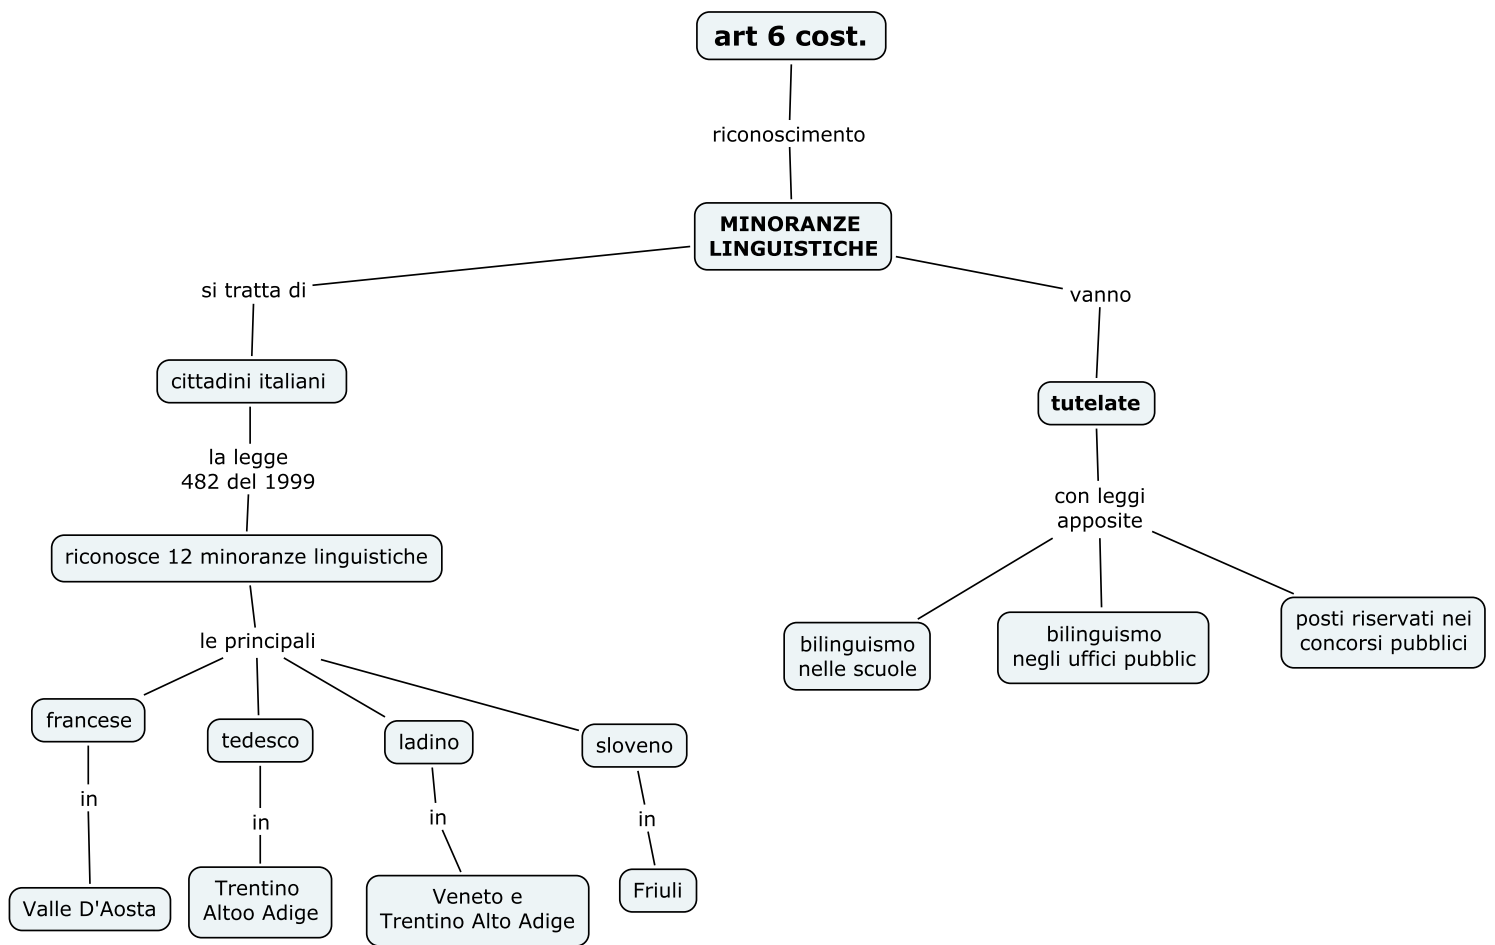 art 6 cost.
riconoscimento
MINORANZE
LINGUISTICHE
si tratta di
vanno
cittadini italiani
tutelate
la legge
482 del 1999
con leggi
apposite
riconosce 12 minoranze linguistiche
bilinguismo
nelle scuole
bilinguismo
negli uffici pubblic
posti riservati nei
concorsi pubblici
le principali
francese
tedesco
ladino
sloveno
in
in
in
in
Valle D'Aosta
Trentino
Altoo Adige
Veneto e
Trentino Alto Adige
Friuli